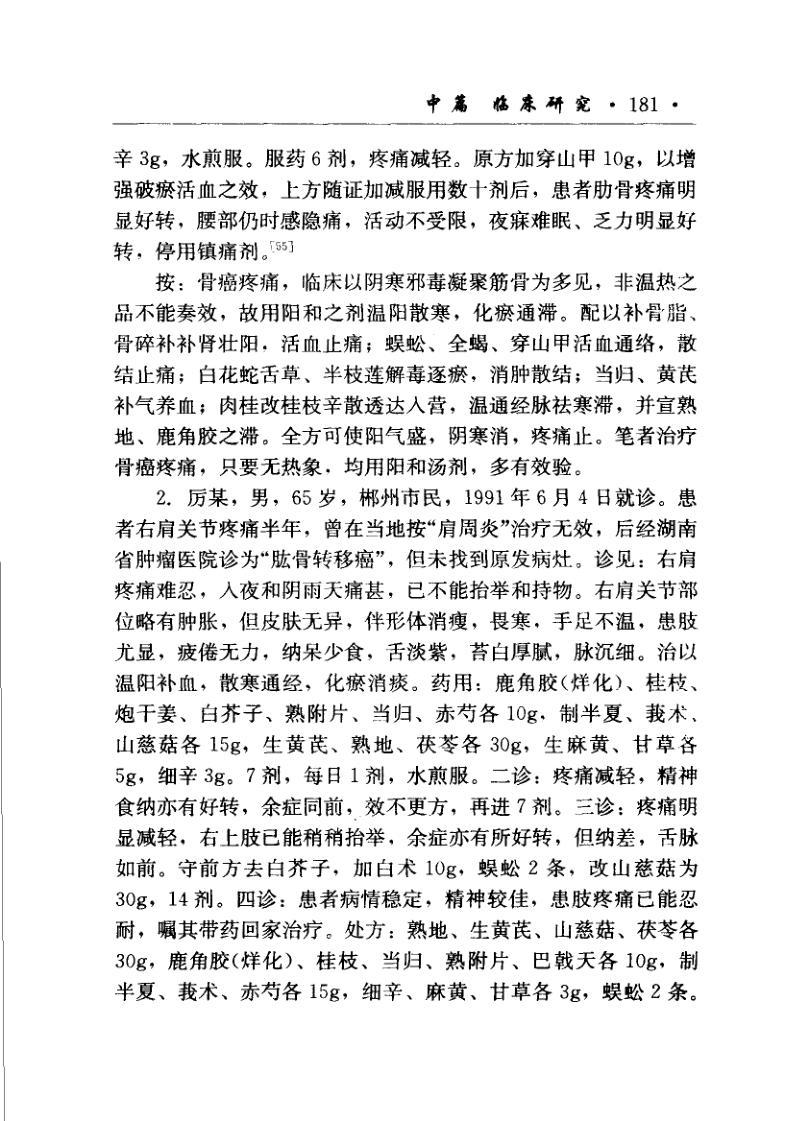 中篇 临床研究 · 181 ·
辛 3g，水煎服。服药 6 剂，疼痛减轻。原方加穿山甲 10g，以增
强破瘀活血之效，上方随证加减服用数十剂后，患者肋骨疼痛明
显好转，腰部仍时感隐痛，活动不受限，夜寐难眠、乏力明显好
转，停用镇痛剂。[55]
按：骨癌疼痛，临床以阴寒邪毒凝聚筋骨为多见，非温热之
品不能奏效，故用阳和之剂温阳散寒，化瘀通滞。配以补骨脂、
骨碎补补肾壮阳，活血止痛；蜈蚣、全蝎、穿山甲活血通络，散
结止痛；白花蛇舌草、半枝莲解毒逐瘀，消肿散结；当归、黄芪
补气养血；肉桂改桂枝辛散透达入营，温通经脉祛寒滞，并宣熟
地、鹿角胶之滞。全方可使阳气盛，阴寒消，疼痛止。笔者治疗
骨癌疼痛，只要无热象，均用阳和汤剂，多有效验。
2. 厉某，男，65 岁，郴州市民，1991 年 6 月 4 日就诊。患
者右肩关节疼痛半年，曾在当地按“肩周炎”治疗无效，后经湖南
省肿瘤医院诊为“肱骨转移癌”，但未找到原发病灶。诊见：右肩
疼痛难忍，入夜和阴雨天痛甚，已不能抬举和持物。右肩关节部
位略有肿胀，但皮肤无异，伴形体消瘦，畏寒，手足不温，患肢
尤显，疲倦无力，纳呆少食，舌淡紫，苔白厚腻，脉沉细。治以
温阳补血，散寒通经，化瘀消痰。药用：鹿角胶(烊化)、桂枝、
炮干姜、白芥子、熟附片、当归、赤芍各 10g，制半夏、莪术、
山慈菇各 15g，生黄芪、熟地、茯苓各 30g，生麻黄、甘草各
5g，细辛 3g。7 剂，每日 1 剂，水煎服。二诊：疼痛减轻，精神
食纳亦有好转，余症同前，效不更方，再进 7 剂。三诊：疼痛明
显减轻，右上肢已能稍稍抬举，余症亦有所好转，但纳差，舌脉
如前。守前方去白芥子，加白术 10g，蜈蚣 2 条，改山慈菇为
30g，14 剂。四诊：患者病情稳定，精神较佳，患肢疼痛已能忍
耐，嘱其带药回家治疗。处方：熟地、生黄芪、山慈菇、茯苓各
30g，鹿角胶(烊化)、桂枝、当归、熟附片、巴戟天各 10g，制
半夏、莪术、赤芍各 15g，细辛、麻黄、甘草各 3g，蜈蚣 2 条。